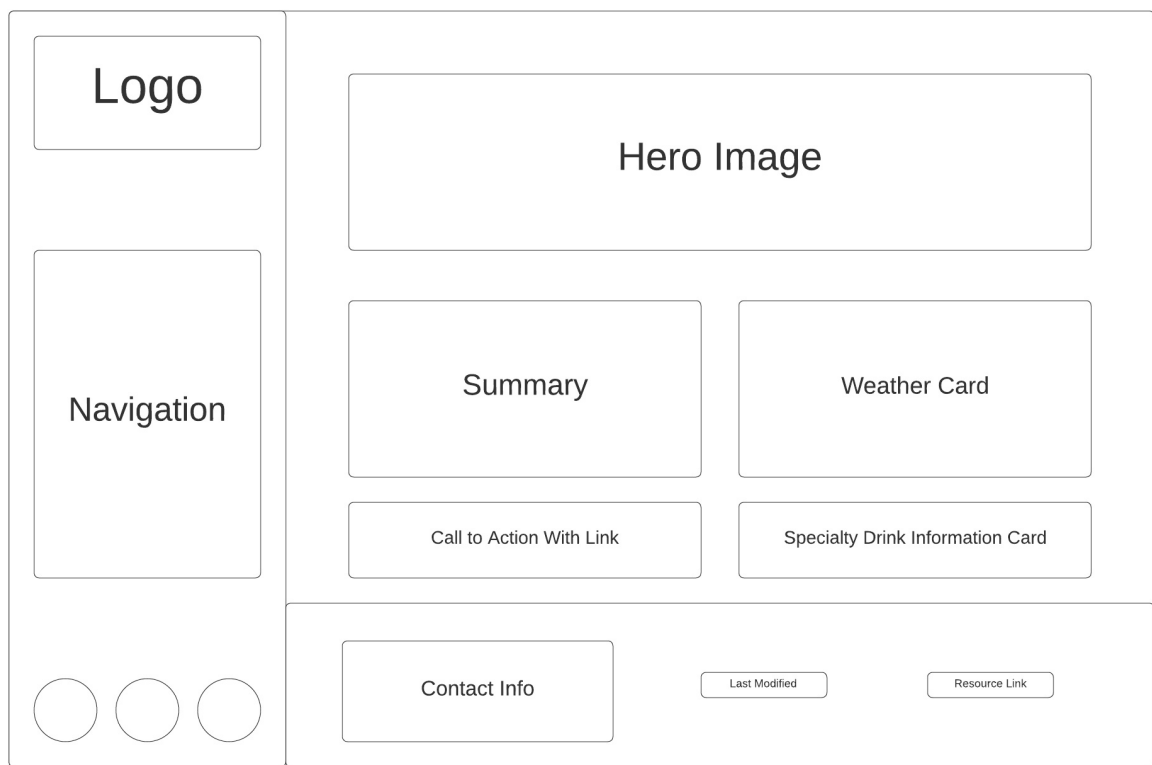 Logo
Hero Image
Navigation
Summary
Weather Card
Call to Action With Link
Specialty Drink Information Card
Contact Info
Last Modified
Resource Link